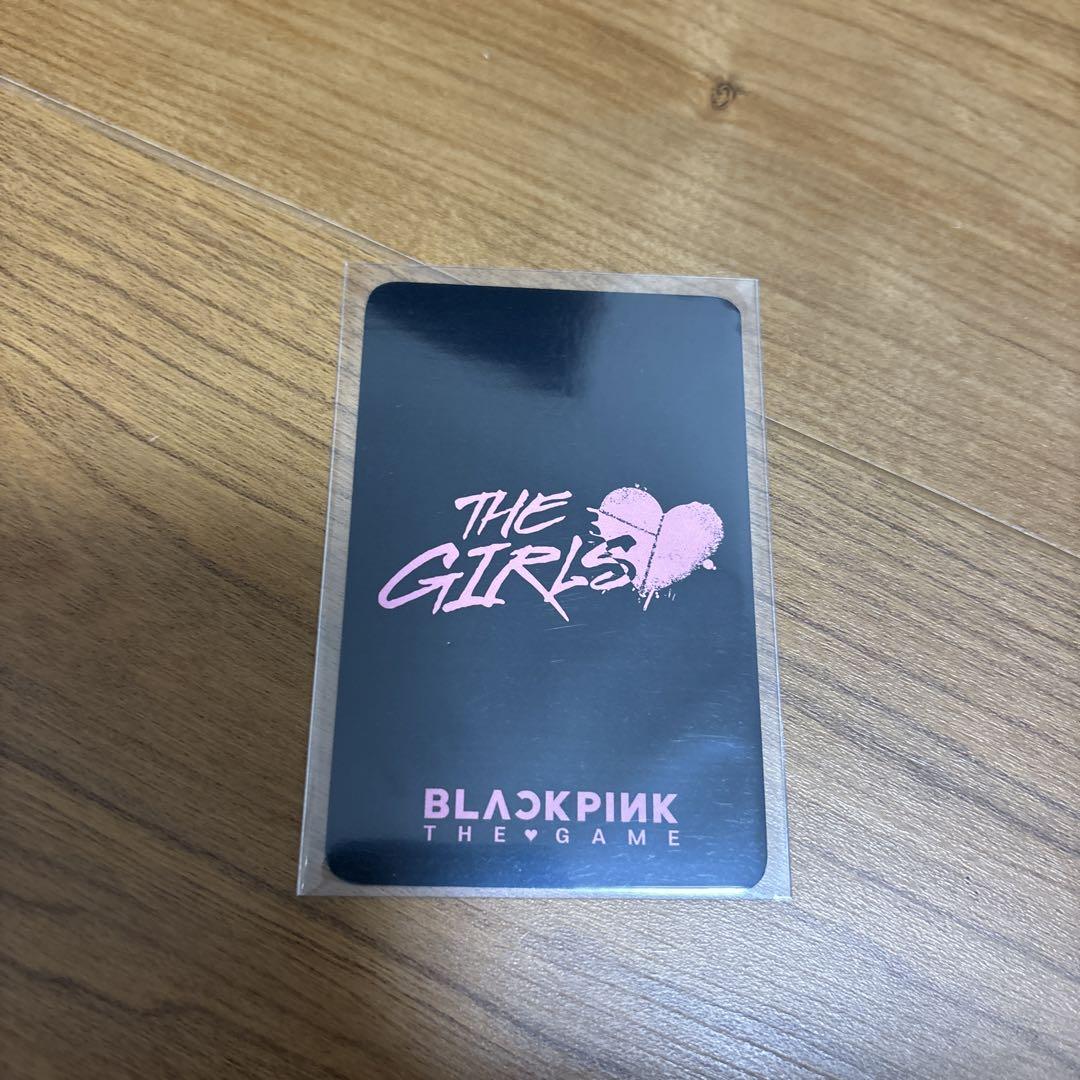 THE
GIRLS
BLACKPINK
THE♥GAME